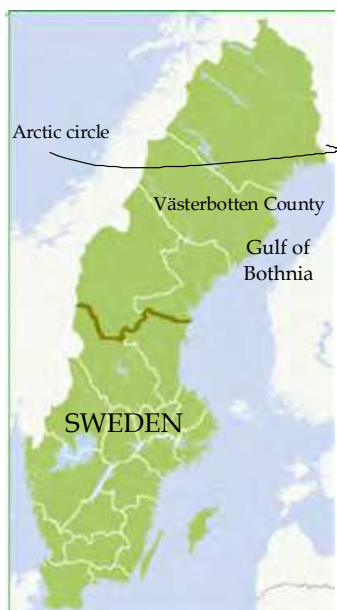 Arctic circle
Västerbotten County
Gulf of
Bothnia
SWEDEN